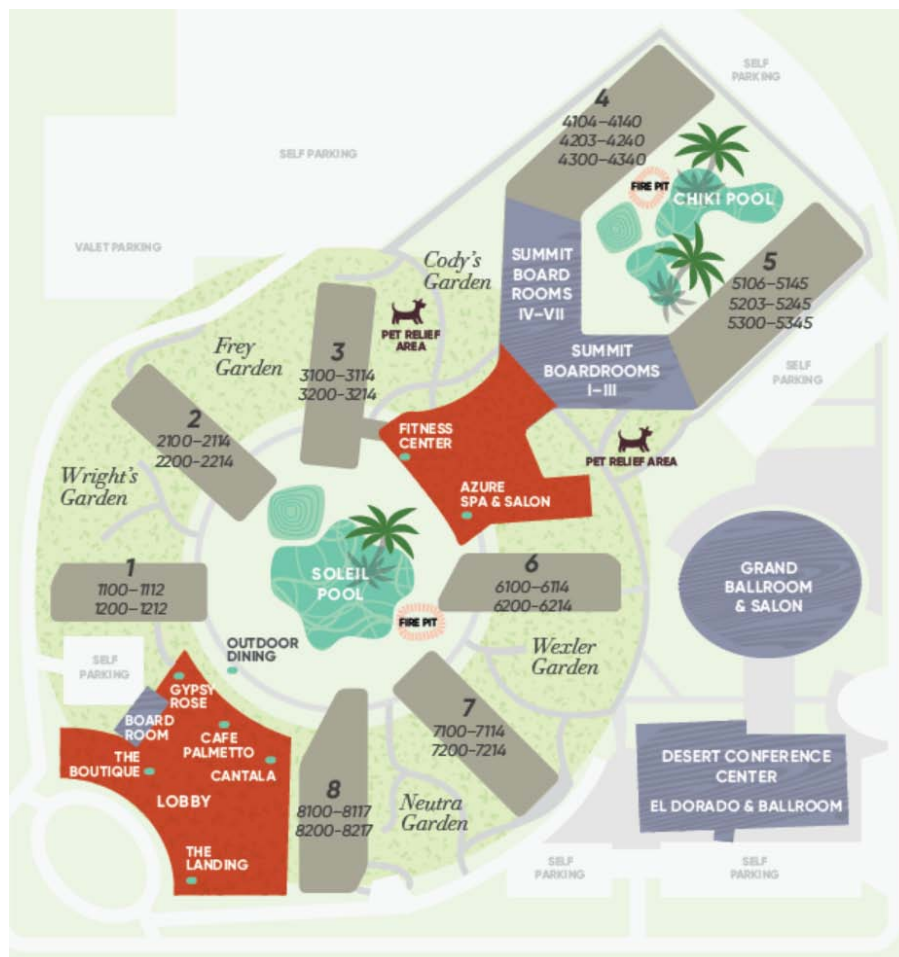 SELF
PARKING
4
4104–4140
4203–4240
4300–4340
SELF PARKING
FIRE PIT
CHIKI POOL
VALET PARKING
Cody's
Garden
SUMMIT
BOARD
ROOMS
IV–VII
5
5106–5145
5203–5245
5300–5345
PET RELIEF
AREA
Frey
Garden
3
3100–3114
3200–3214
SUMMIT
BOARDROOMS
I–III
SELF
PARKING
2
2100–2114
2200–2214
FITNESS
CENTER
PET RELIEF AREA
Wright's
Garden
AZURE
SPA & SALON
1
1100–1112
1200–1212
SOLEIL
POOL
6
6100–6114
6200–6214
GRAND
BALLROOM
& SALON
FIRE PIT
OUTDOOR
DINING
Wexler
Garden
SELF
PARKING
GYPSY
ROSE
BOARD
ROOM
CAFE
PALMETTO
THE
BOUTIQUE
CANTALA
LOBBY
7
7100–7114
7200–7214
DESERT CONFERENCE
CENTER
EL DORADO & BALLROOM
8
8100–8117
8200–8217
Neutra
Garden
THE
LANDING
SELF
PARKING
SELF
PARKING